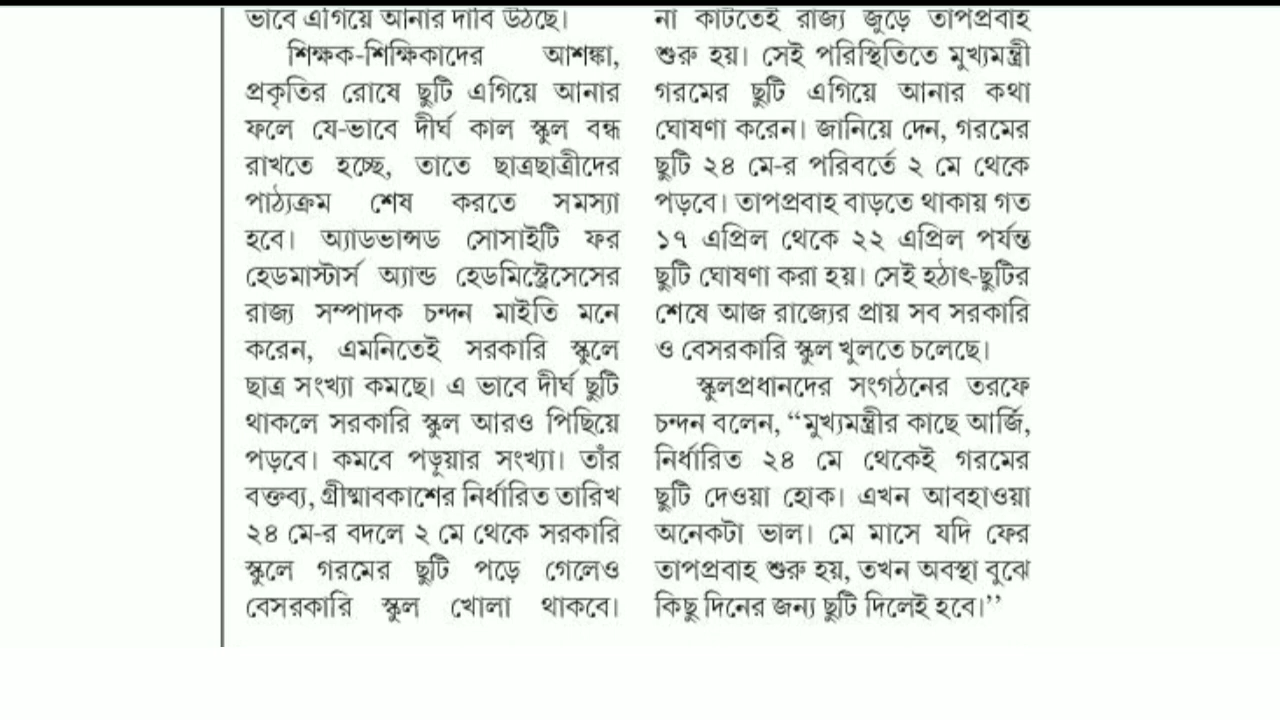 ভাবে এগিয়ে আনার দাবি উঠছে।
শিক্ষক-শিক্ষিকাদের আশঙ্কা,
প্রকৃতির রোষে ছুটি এগিয়ে আনার
ফলে যে-ভাবে দীর্ঘ কাল স্কুল বন্ধ
রাখতে হচ্ছে, তাতে ছাত্রছাত্রীদের
পাঠ্যক্রম শেষ করতে সমস্যা
হবে। অ্যাডভান্সড সোসাইটি ফর
হেডমাস্টার্স অ্যান্ড হেডমিস্ট্রেসেসের
রাজ্য সম্পাদক চন্দন মাইতি মনে
করেন, এমনিতেই সরকারি স্কুলে
ছাত্র সংখ্যা কমছে। এ ভাবে দীর্ঘ ছুটি
থাকলে সরকারি স্কুল আরও পিছিয়ে
পড়বে। কমবে পড়ুয়ার সংখ্যা। তাঁর
বক্তব্য, গ্রীষ্মাবকাশের নির্ধারিত তারিখ
২৪ মে-র বদলে ২ মে থেকে সরকারি
স্কুলে গরমের ছুটি পড়ে গেলেও
বেসরকারি স্কুল খোলা থাকবে।
না কাটতেই রাজ্য জুড়ে তাপপ্রবাহ
শুরু হয়। সেই পরিস্থিতিতে মুখ্যমন্ত্রী
গরমের ছুটি এগিয়ে আনার কথা
ঘোষণা করেন। জানিয়ে দেন, গরমের
ছুটি ২৪ মে-র পরিবর্তে ২ মে থেকে
পড়বে। তাপপ্রবাহ বাড়তে থাকায় গত
১৭ এপ্রিল থেকে ২২ এপ্রিল পর্যন্ত
ছুটি ঘোষণা করা হয়। সেই হঠাৎ-ছুটির
শেষে আজ রাজ্যের প্রায় সব সরকারি
ও বেসরকারি স্কুল খুলতে চলেছে।
স্কুলপ্রধানদের সংগঠনের তরফে
চন্দন বলেন, ‘‘মুখ্যমন্ত্রীর কাছে আর্জি,
নির্ধারিত ২৪ মে থেকেই গরমের
ছুটি দেওয়া হোক। এখন আবহাওয়া
অনেকটা ভাল। মে মাসে যদি ফের
তাপপ্রবাহ শুরু হয়, তখন অবস্থা বুঝে
কিছু দিনের জন্য ছুটি দিলেই হবে।’’